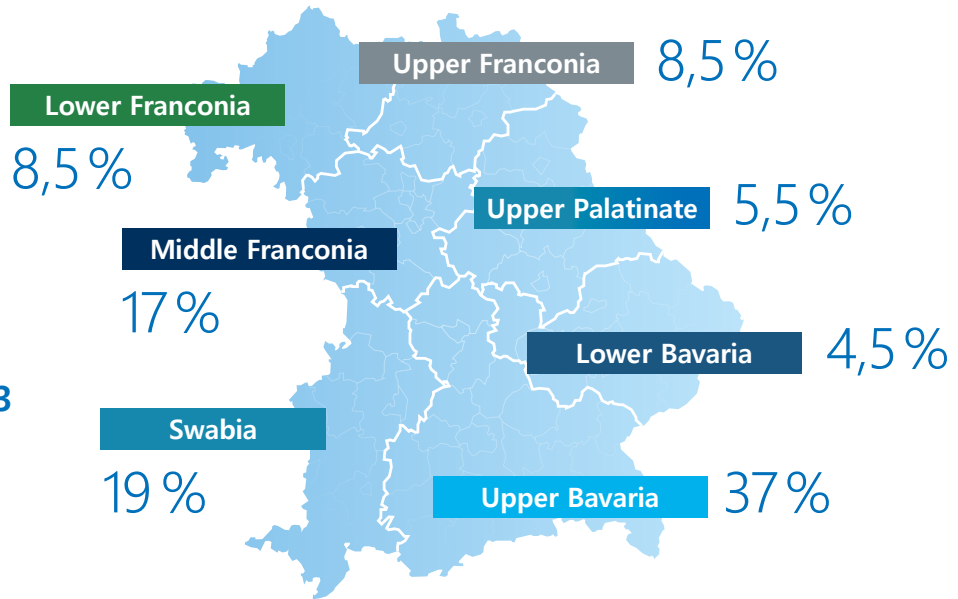 Upper Franconia
8,5 %
Lower Franconia
8,5 %
Upper Palatinate
5,5 %
Middle Franconia
17 %
Lower Bavaria
4,5 %
3
Swabia
19 %
Upper Bavaria
37 %